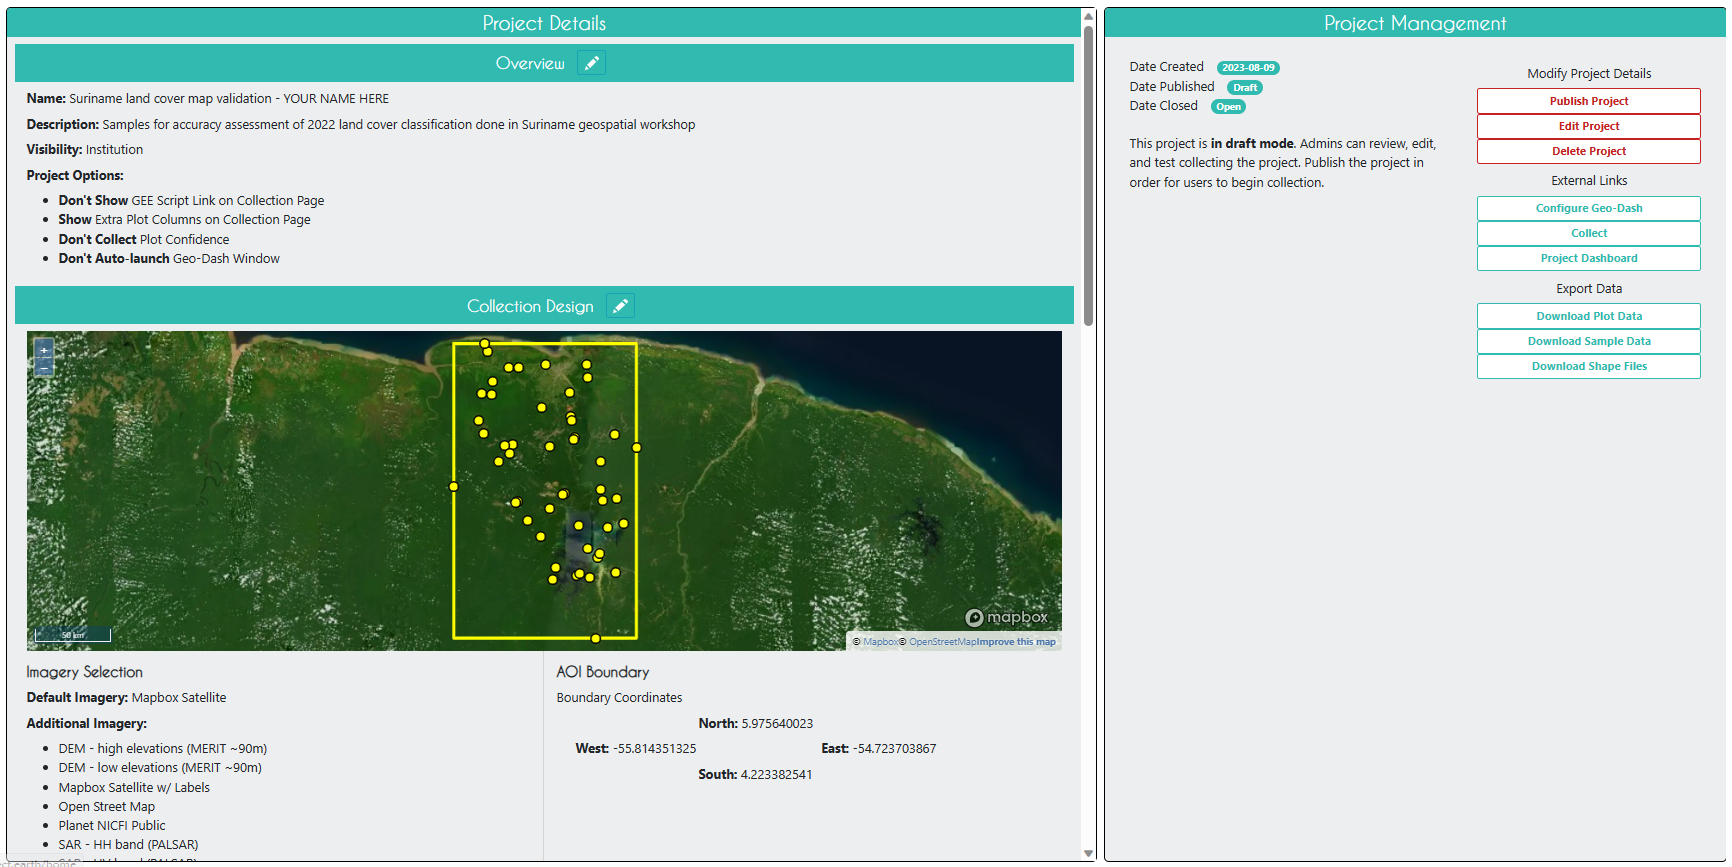 Project Details
Overview
Name: Suriname land cover map validation - YOUR NAME HERE
Description: Samples for accuracy assessment of 2022 land cover classification done in Suriname geospatial workshop
Visibility: Institution
Project Options:
Don't Show GEE Script Link on Collection Page
Show Extra Plot Columns on Collection Page
Don't Collect Plot Confidence
Don't Auto-launch Geo-Dash Window
Collection Design
+
−
50 km
mapbox
© Mapbox© OpenStreetMapImprove this map
Imagery Selection
Default Imagery: Mapbox Satellite
Additional Imagery:
DEM - high elevations (MERIT ~90m)
DEM - low elevations (MERIT ~90m)
Mapbox Satellite w/ Labels
Open Street Map
Planet NICFI Public
SAR - HH band (PALSAR)
AOI Boundary
Boundary Coordinates
North: 5.975640023
West: -55.814351325 East: -54.723703867
South: 4.223382541
Project Management
Date Created 2023-08-09
Date Published Draft
Date Closed Open
This project is in draft mode. Admins can review, edit,
and test collecting the project. Publish the project in
order for users to begin collection.
Modify Project Details
Publish Project
Edit Project
Delete Project
External Links
Configure Geo-Dash
Collect
Project Dashboard
Export Data
Download Plot Data
Download Sample Data
Download Shape Files